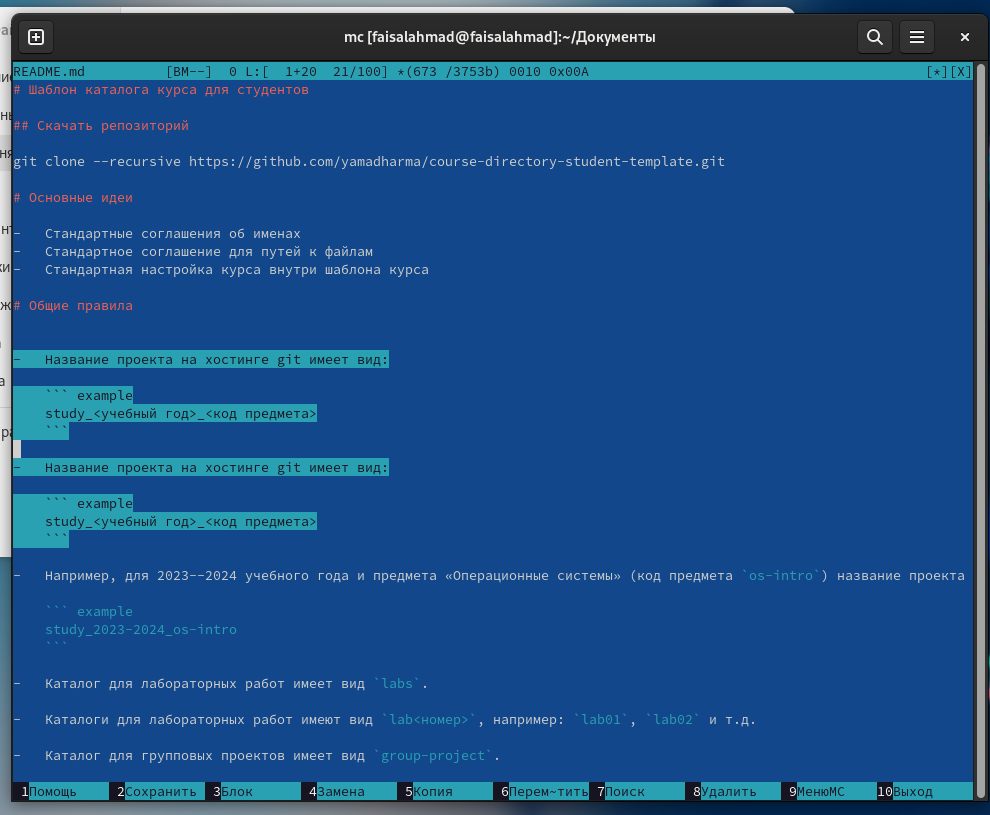 mc [faisalahmad@faisalahmad]:~/Документы
README.md          [BM--]  0 L:[  1+20  21/100] *(673 /3753b) 0010 0x00A                                          [*][X]
# Шаблон каталога курса для студентов
## Скачать репозиторий
git clone --recursive https://github.com/yamadharma/course-directory-student-template.git
# Основные идеи
-   Стандартные соглашения об именах
-   Стандартное соглашение для путей к файлам
-   Стандартная настройка курса внутри шаблона курса
# Общие правила
-   Название проекта на хостинге git имеет вид:
    ``` example
    study_<учебный год>_<код предмета>
    ```
-   Название проекта на хостинге git имеет вид:
    ``` example
    study_<учебный год>_<код предмета>
    ```
-   Например, для 2023--2024 учебного года и предмета «Операционные системы» (код предмета `os-intro`) название проекта
    ``` example
    study_2023-2024_os-intro
    ```
-   Каталог для лабораторных работ имеет вид `labs`.
-   Каталоги для лабораторных работ имеют вид `lab<номер>`, например: `lab01`, `lab02` и т.д.
-   Каталог для групповых проектов имеет вид `group-project`.
1Помощь 2Сохранить 3Блок 4Замена 5Копия 6Перем~тить 7Поиск 8Удалить 9МенюМС 10Выход